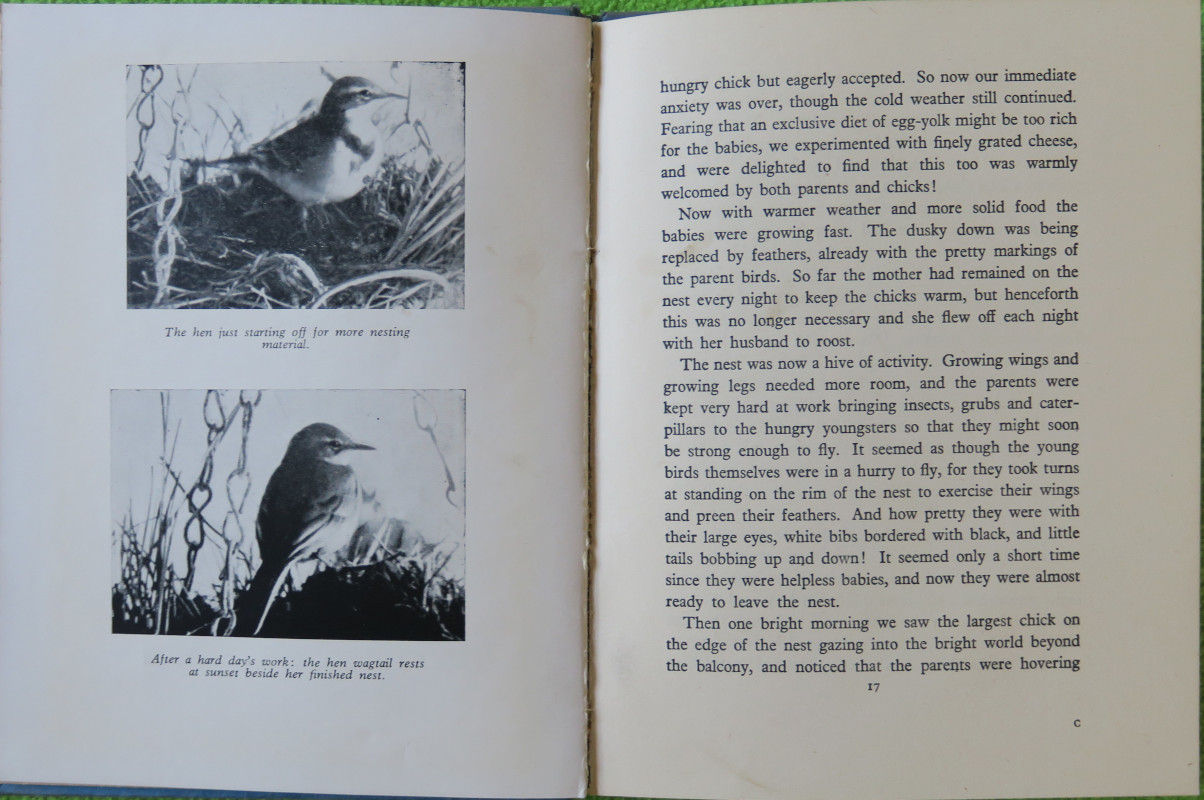 The hen just starting off for more nesting
material.
After a hard day's work: the hen wagtail rests
at sunset beside her finished nest.
hungry chick but eagerly accepted. So now our immediate
anxiety was over, though the cold weather still continued.
Fearing that an exclusive diet of egg-yolk might be too rich
for the babies, we experimented with finely grated cheese,
and were delighted to find that this too was warmly
welcomed by both parents and chicks!
Now with warmer weather and more solid food the
babies were growing fast. The dusky down was being
replaced by feathers, already with the pretty markings of
the parent birds. So far the mother had remained on the
nest every night to keep the chicks warm, but henceforth
this was no longer necessary and she flew off each night
with her husband to roost.
The nest was now a hive of activity. Growing wings and
growing legs needed more room, and the parents were
kept very hard at work bringing insects, grubs and cater-
pillars to the hungry youngsters so that they might soon
be strong enough to fly. It seemed as though the young
birds themselves were in a hurry to fly, for they took turns
at standing on the rim of the nest to exercise their wings
and preen their feathers. And how pretty they were with
their large eyes, white bibs bordered with black, and little
tails bobbing up and down! It seemed only a short time
since they were helpless babies, and now they were almost
ready to leave the nest.
Then one bright morning we saw the largest chick on
the edge of the nest gazing into the bright world beyond
the balcony, and noticed that the parents were hovering
17
C